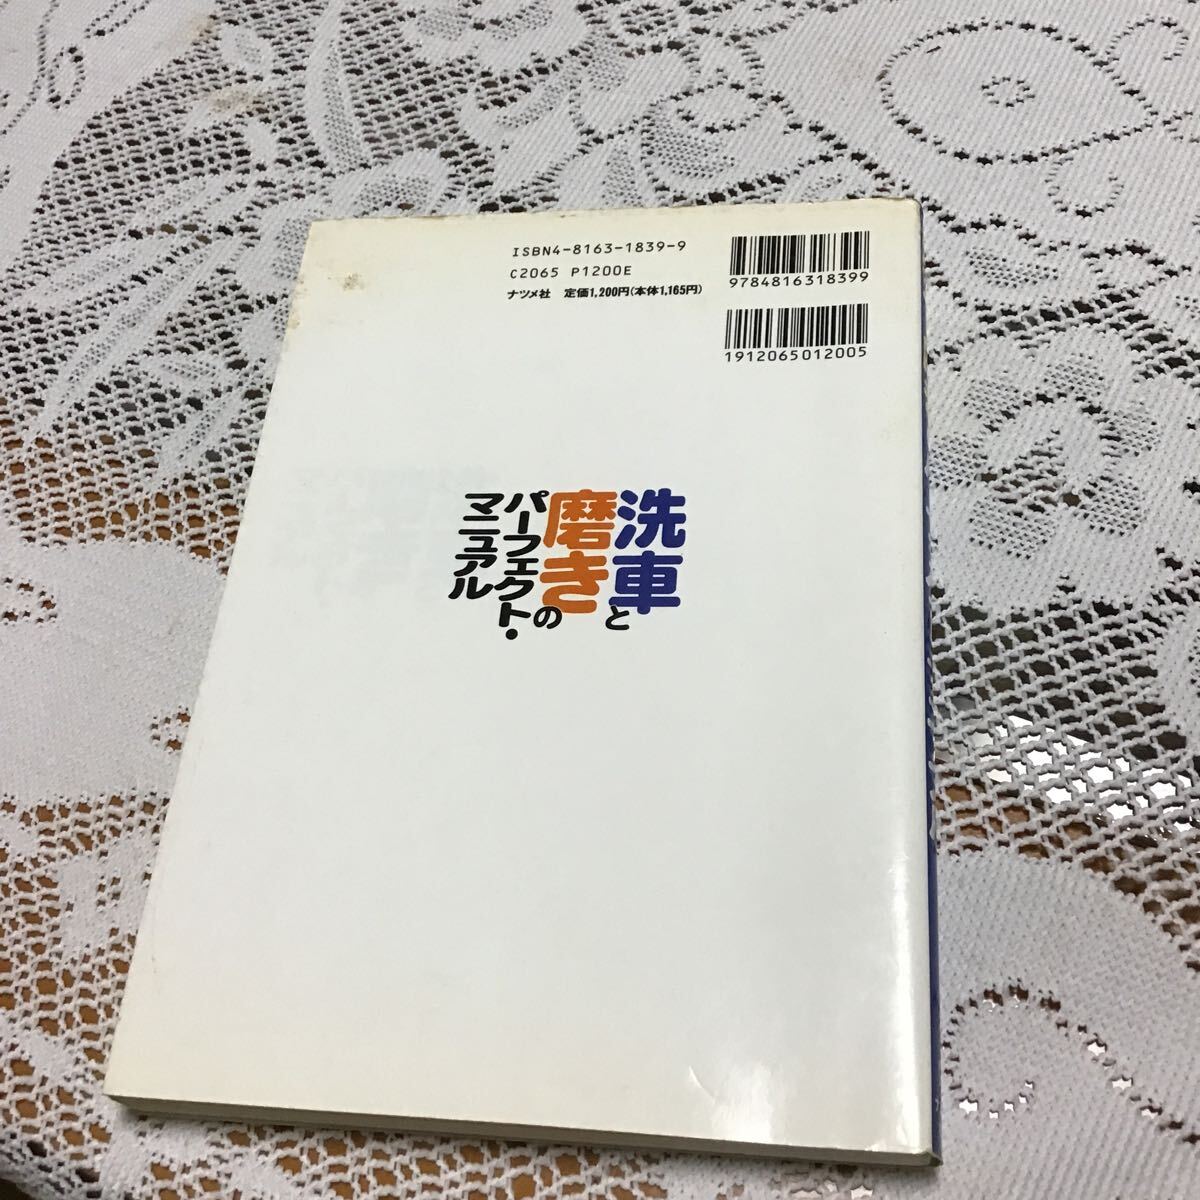 ISBN4-8163-1839-9
C2065 P1200E
ナツメ社 定価1,200円(本体1,165円)
9784816318399
1912065012005
洗車と
磨きの
パーフェクト・
マニュアル